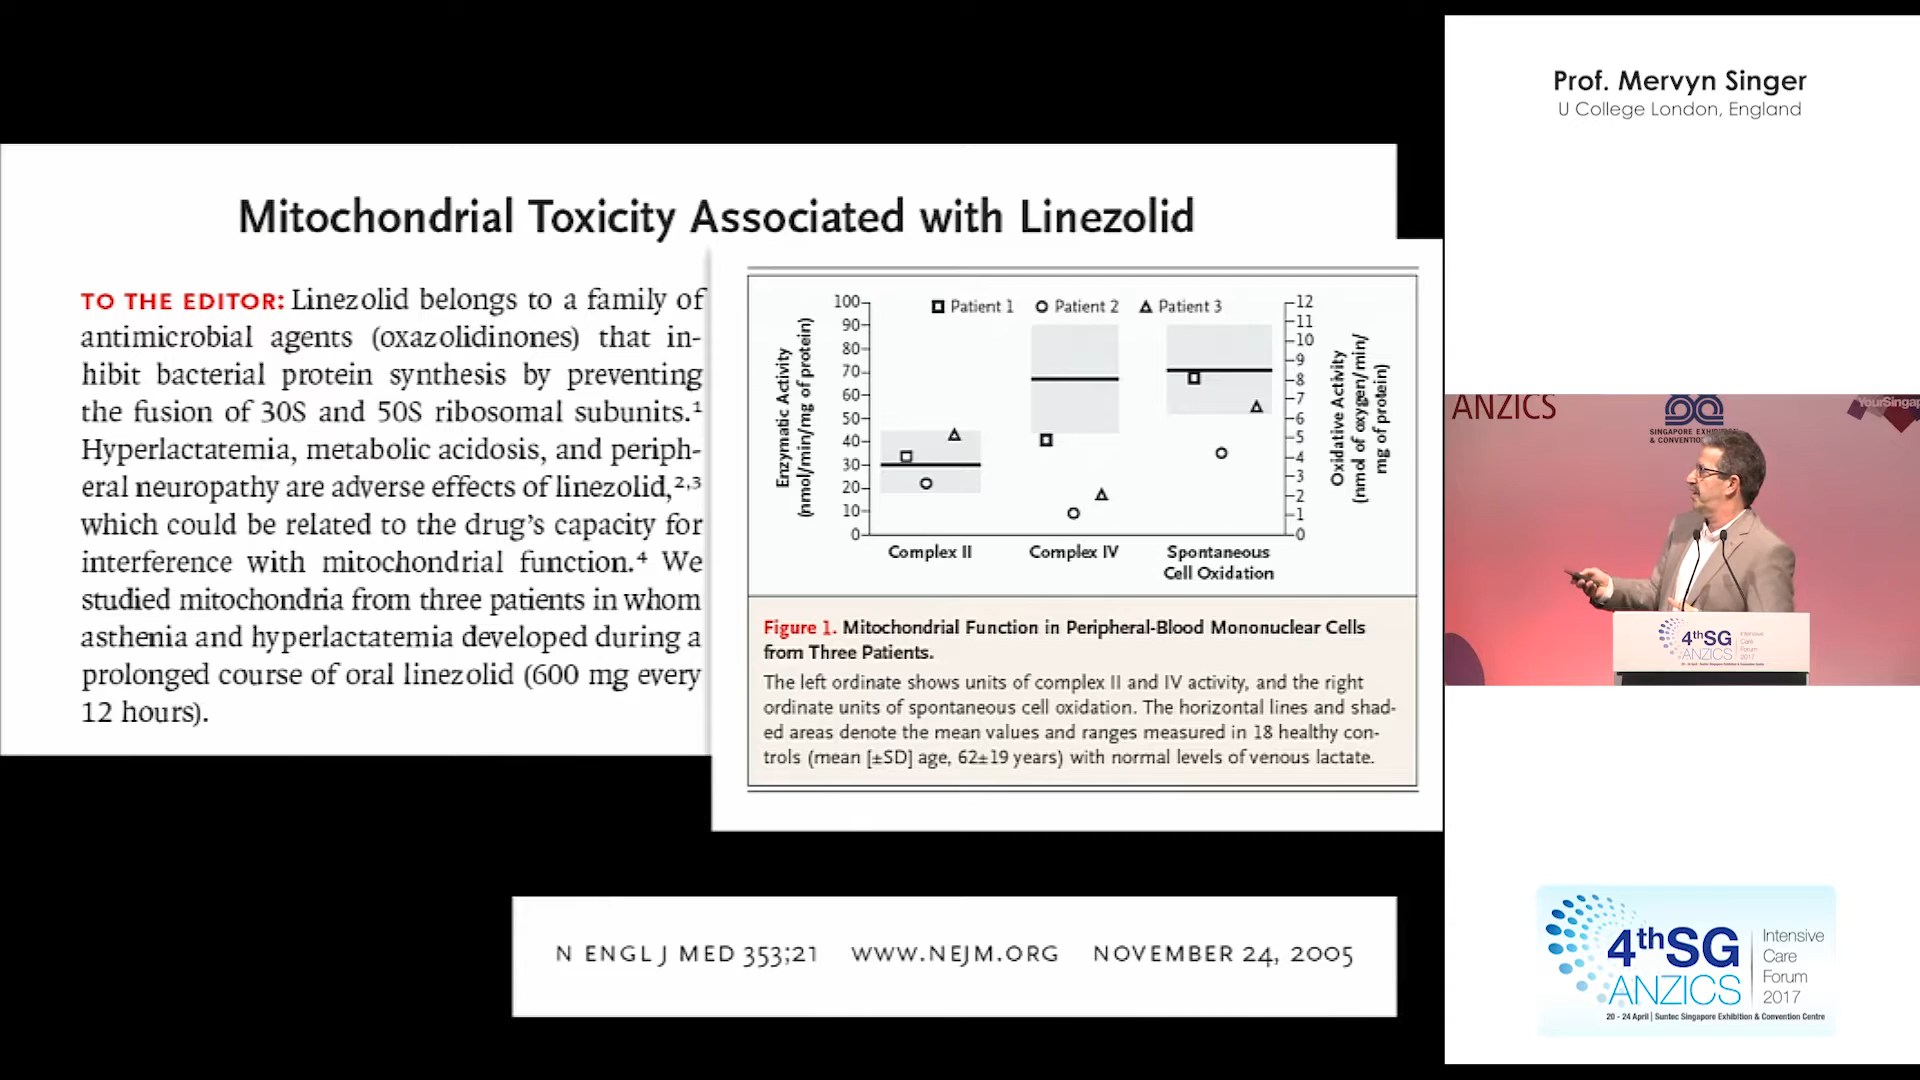 Prof. Mervyn Singer
U College London, England
Mitochondrial Toxicity Associated with Linezolid
TO THE EDITOR: Linezolid belongs to a family of
antimicrobial agents (oxazolidinones) that in-
hibit bacterial protein synthesis by preventing
the fusion of 30S and 50S ribosomal subunits.¹
Hyperlactatemia, metabolic acidosis, and periph-
eral neuropathy are adverse effects of linezolid,²,³
which could be related to the drug's capacity for
interference with mitochondrial function.⁴ We
studied mitochondria from three patients in whom
asthenia and hyperlactatemia developed during a
prolonged course of oral linezolid (600 mg every
12 hours).
Patient 1 Patient 2 Patient 3
Enzymatic Activity
(nmol/min/mg of protein)
100
90
80
70
60
50
40
30
20
10
0
12
11
10
9
8
7
6
5
4
3
2
1
0
Oxidative Activity
(nmol of oxygen/min/
mg of protein)
Complex II Complex IV Spontaneous
Cell Oxidation
Figure 1. Mitochondrial Function in Peripheral-Blood Mononuclear Cells
from Three Patients.
The left ordinate shows units of complex II and IV activity, and the right
ordinate units of spontaneous cell oxidation. The horizontal lines and shad-
ed areas denote the mean values and ranges measured in 18 healthy con-
trols (mean [±SD] age, 62±19 years) with normal levels of venous lactate.
N ENGL J MED 353;21 WWW.NEJM.ORG NOVEMBER 24, 2005
ANZICS
YourSingap
SINGAPORE EXHI
& CONVENTIO
4thSG
ANZICS
Intensive
Care
Forum
2017
4thSG
ANZICS
Intensive
Care
Forum
2017
20 - 24 April | Suntec Singapore Exhibition & Convention Centre